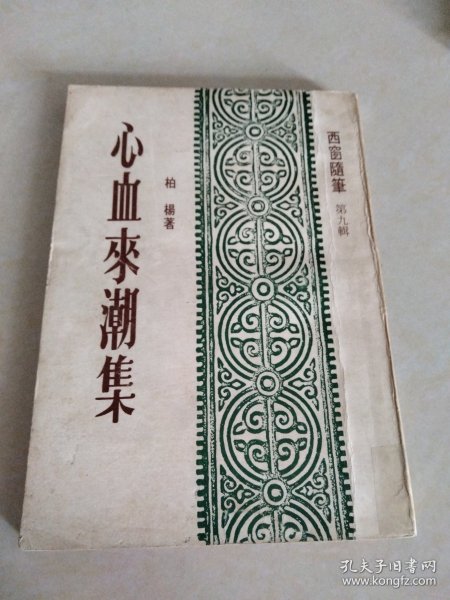 西窗隨筆 第九輯
柏楊著
心血來潮集
孔夫子旧书网
www.kongfz.com